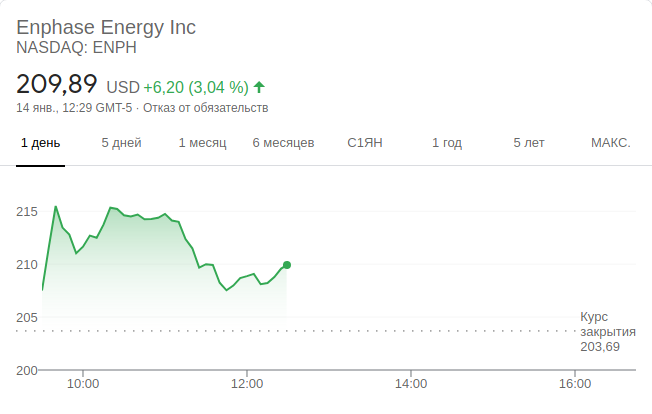 Enphase Energy Inc
NASDAQ: ENPH
209,89 USD +6,20 (3,04 %)
14 янв., 12:29 GMT-5 · Отказ от обязательств
1 день 5 дней 1 месяц 6 месяцев С1ЯН 1 год 5 лет МАКС.
215
210
205
Курс
закрытия
203,69
200
10:00 12:00 14:00 16:00